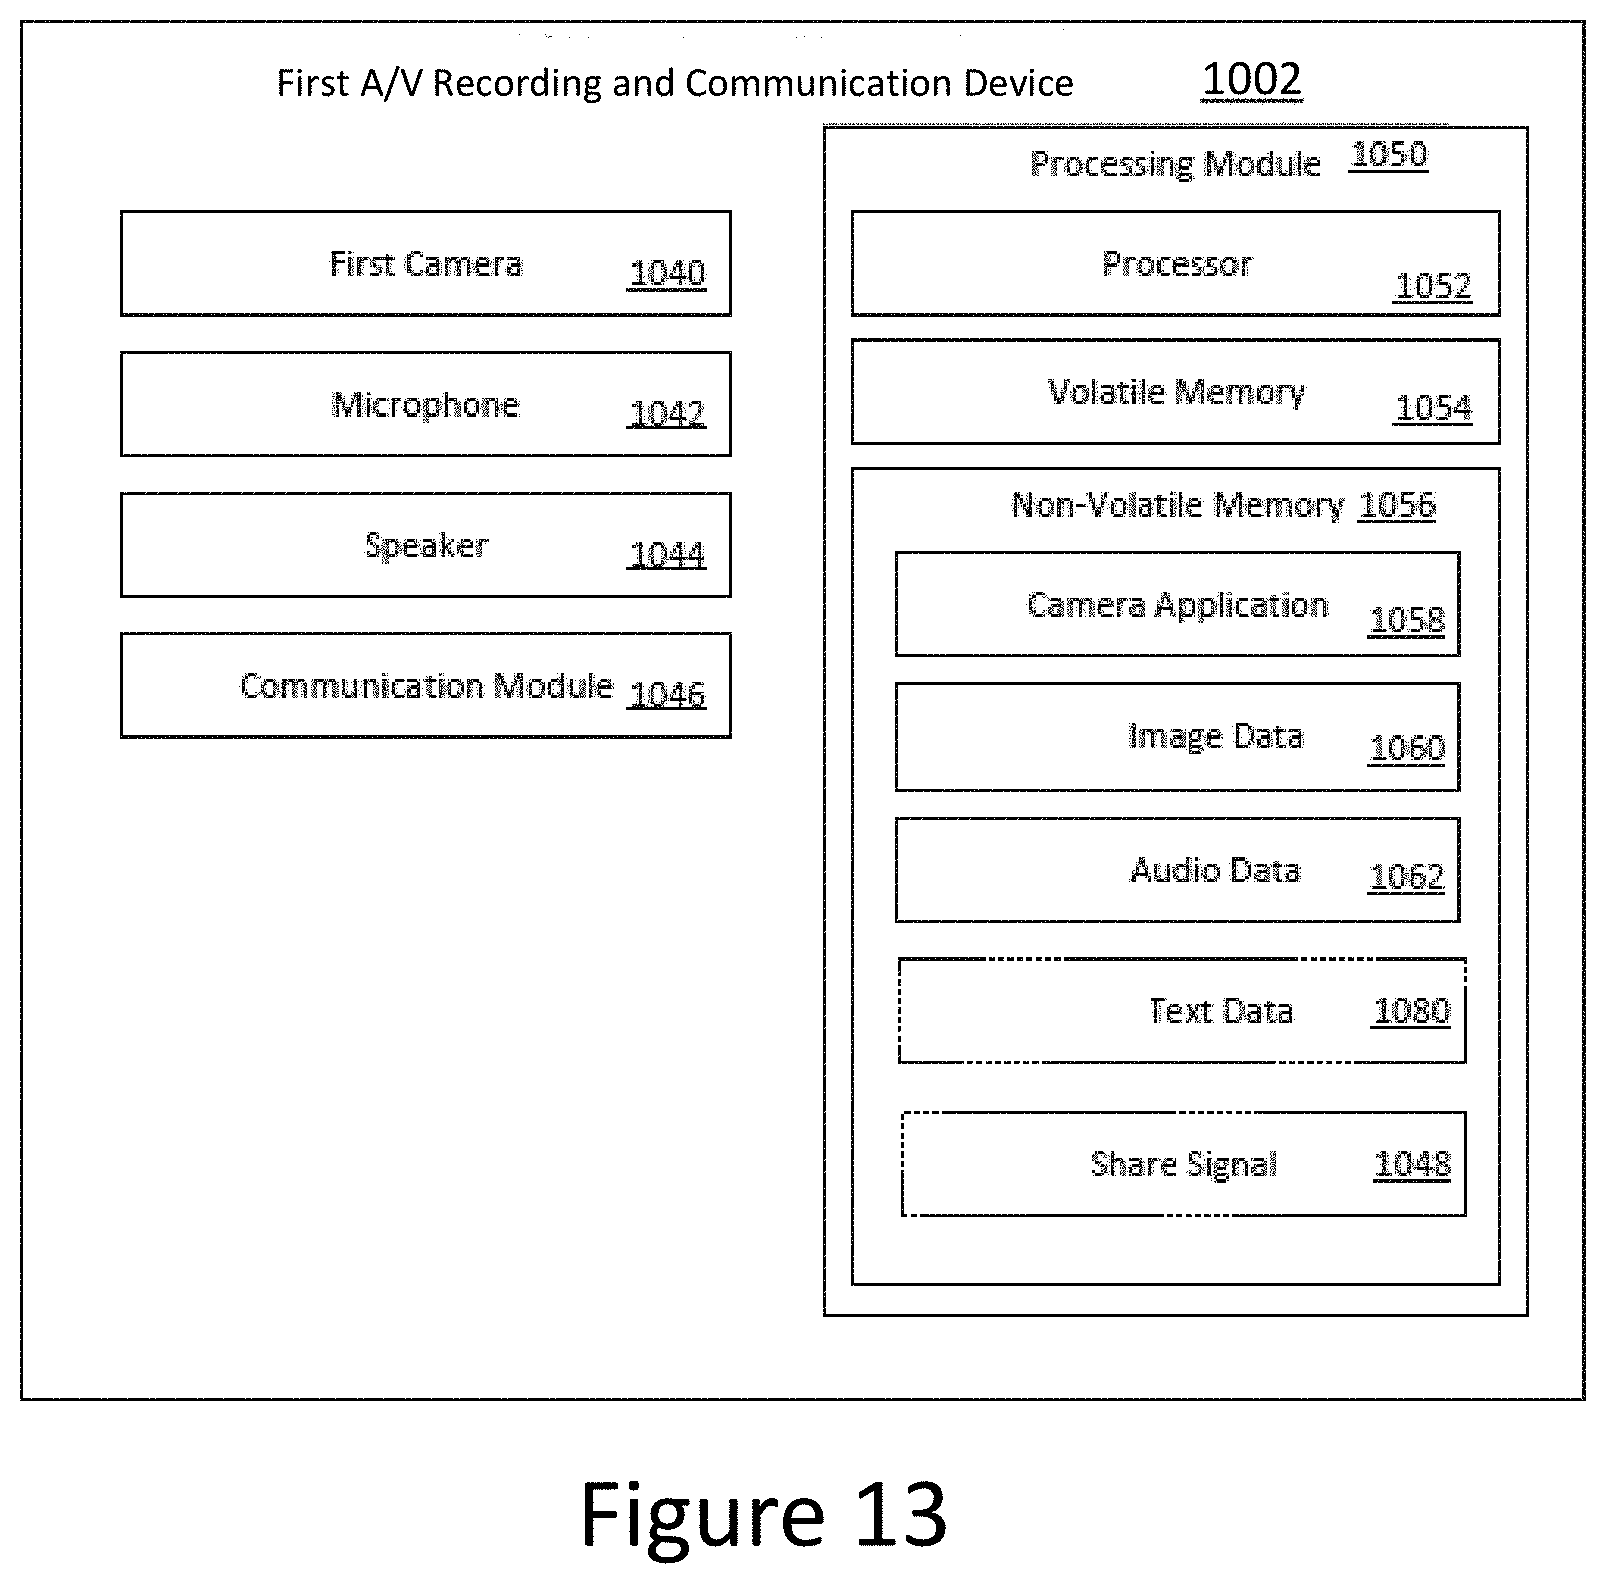 First A/V Recording and Communication Device 1002
First Camera 1040
Microphone 1042
Speaker 1044
Communication Module 1046
Processing Module 1050
Processor 1052
Volatile Memory 1054
Non-Volatile Memory 1056
Camera Application 1058
Image Data 1060
Audio Data 1062
Text Data 1080
Share Signal 1048
Figure 13